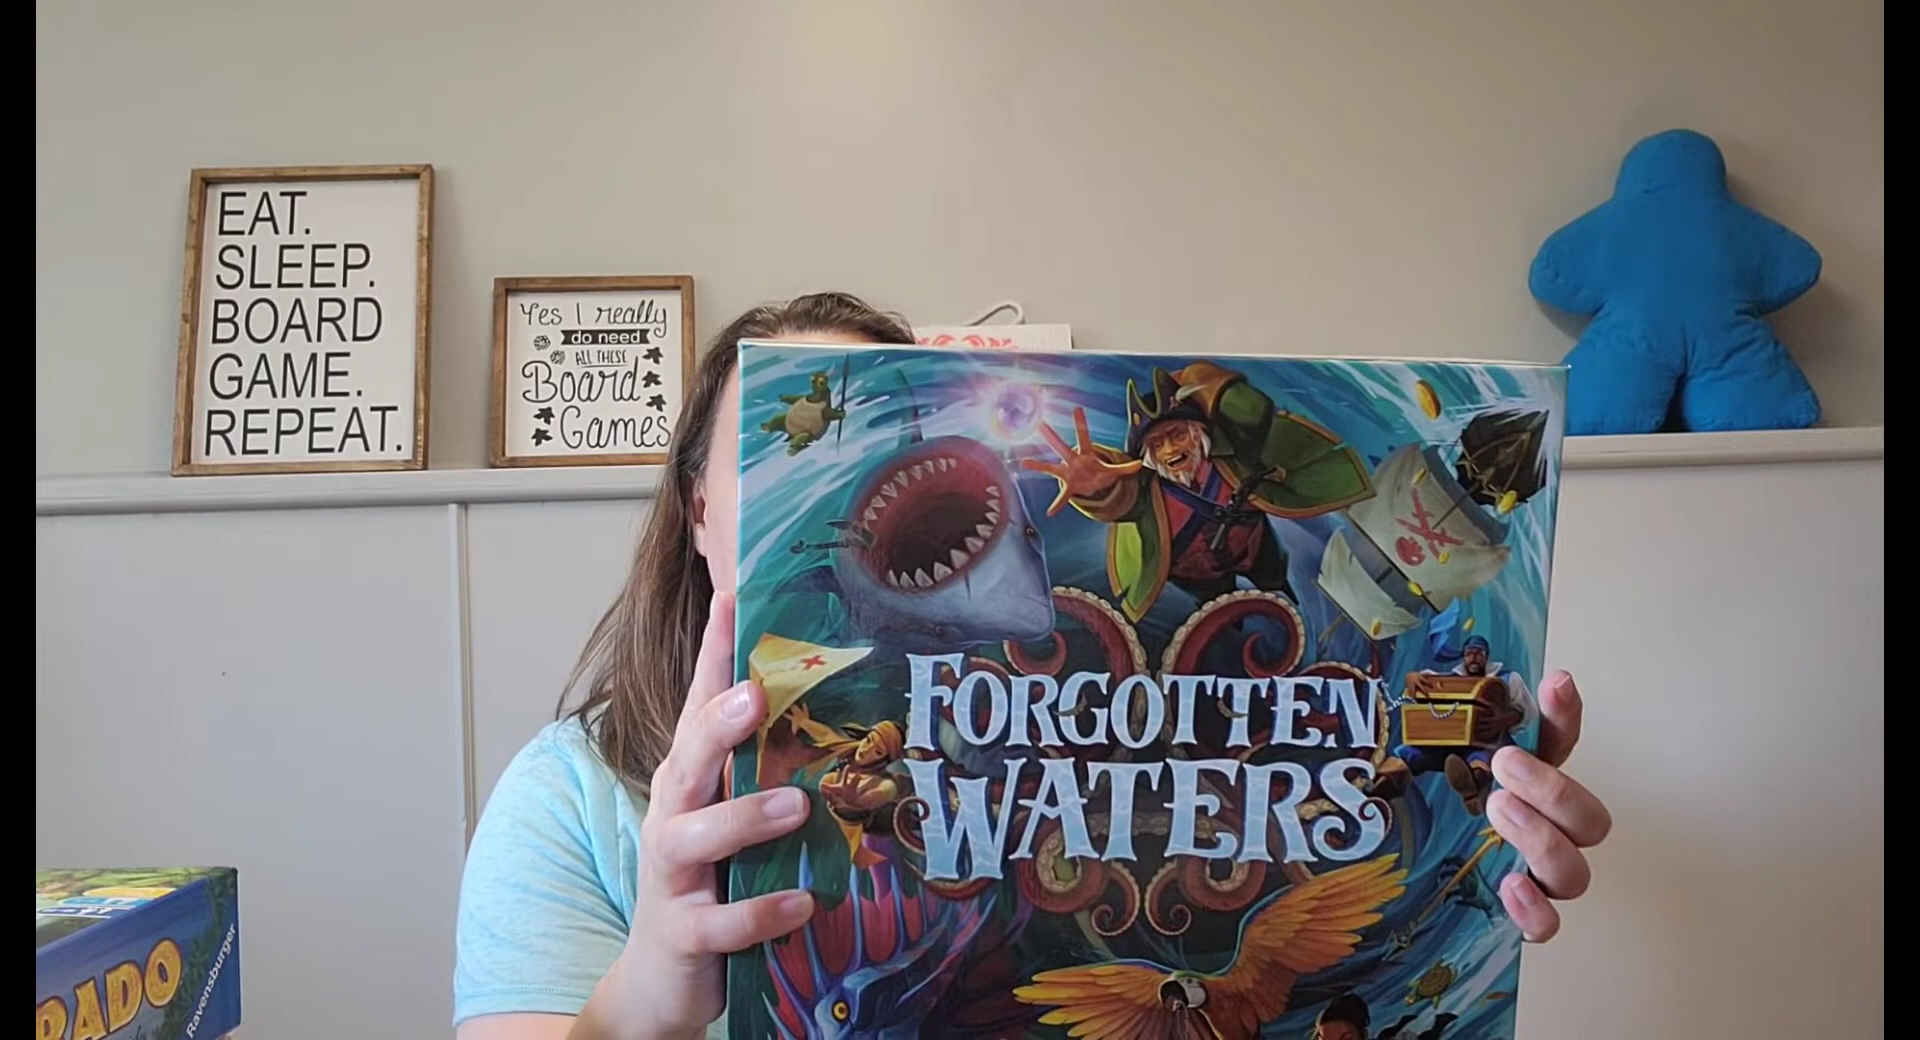 EAT.
SLEEP.
BOARD
GAME.
REPEAT.
Yes I really
do need
ALL THESE
Board
Games
FORGOTTEN
WATERS
RADO
Ravensburger